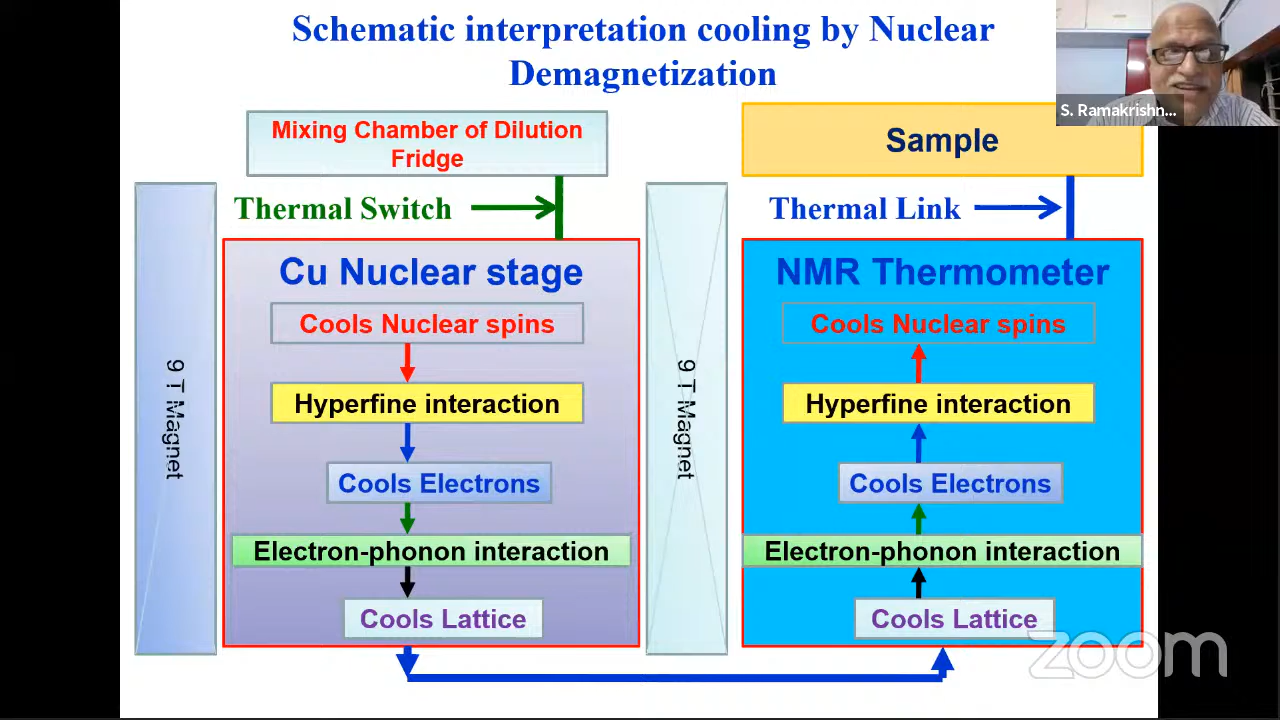 Schematic interpretation cooling by Nuclear
Demagnetization
S. Ramakrishn...
Mixing Chamber of Dilution
Fridge
Sample
Thermal Switch
Thermal Link
9 T Magnet
Cu Nuclear stage
Cools Nuclear spins
Hyperfine interaction
Cools Electrons
Electron-phonon interaction
Cools Lattice
9 T Magnet
NMR Thermometer
Cools Nuclear spins
Hyperfine interaction
Cools Electrons
Electron-phonon interaction
Cools Lattice
zoom